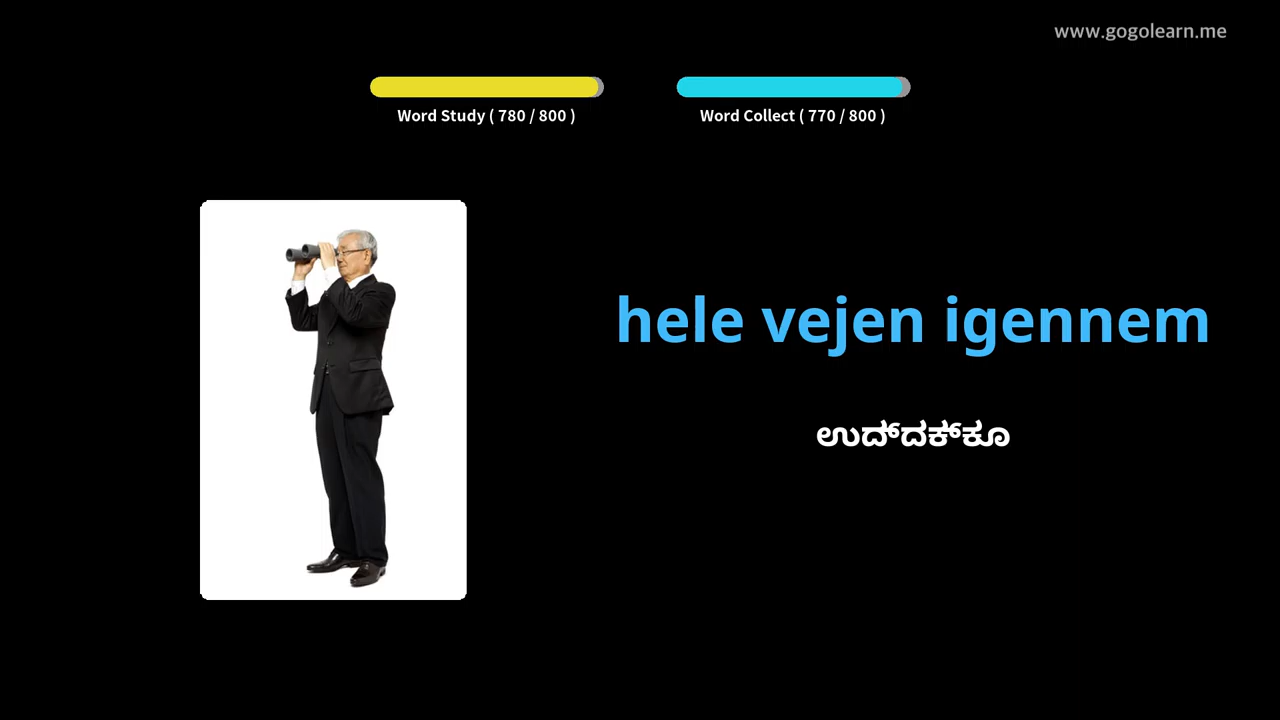 www.gogolearn.me
Word Study ( 780 / 800 )
Word Collect ( 770 / 800 )
hele vejen igennem
ಉದ್ದಕ್ಕೂ